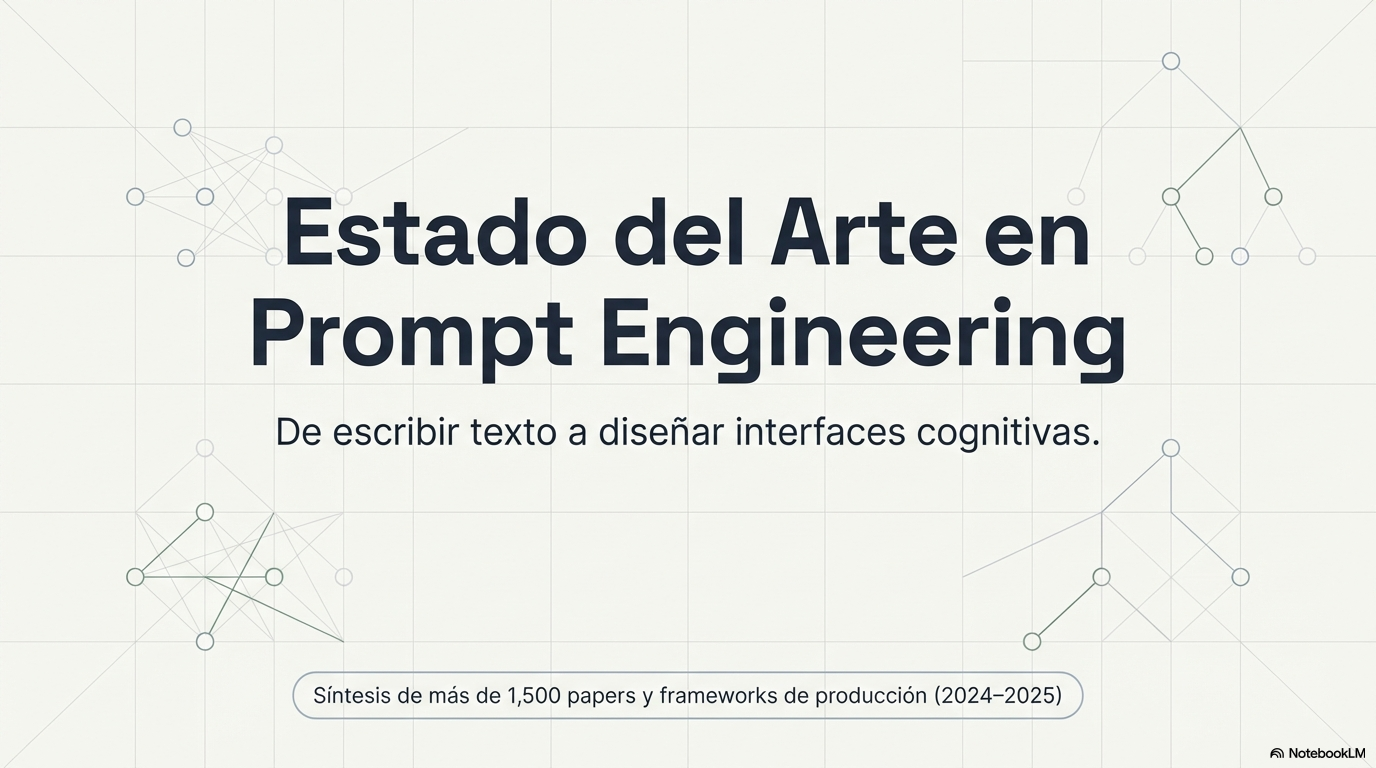 Estado del Arte en
Prompt Engineering
De escribir texto a diseñar interfaces cognitivas.
Síntesis de más de 1,500 papers y frameworks de producción (2024–2025)
NotebookLM